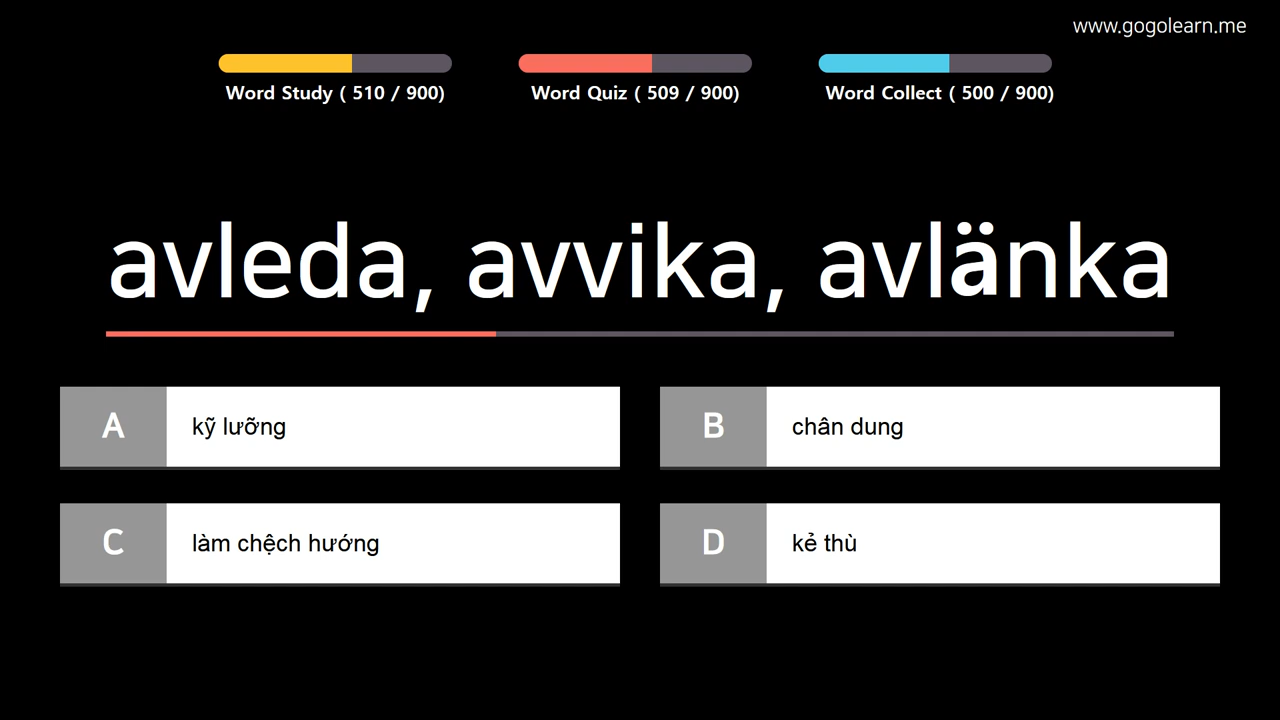 www.gogolearn.me
Word Study ( 510 / 900)
Word Quiz ( 509 / 900)
Word Collect ( 500 / 900)
avleda, avvika, avlänka
A kỹ lưỡng
B chân dung
C làm chệch hướng
D kẻ thù